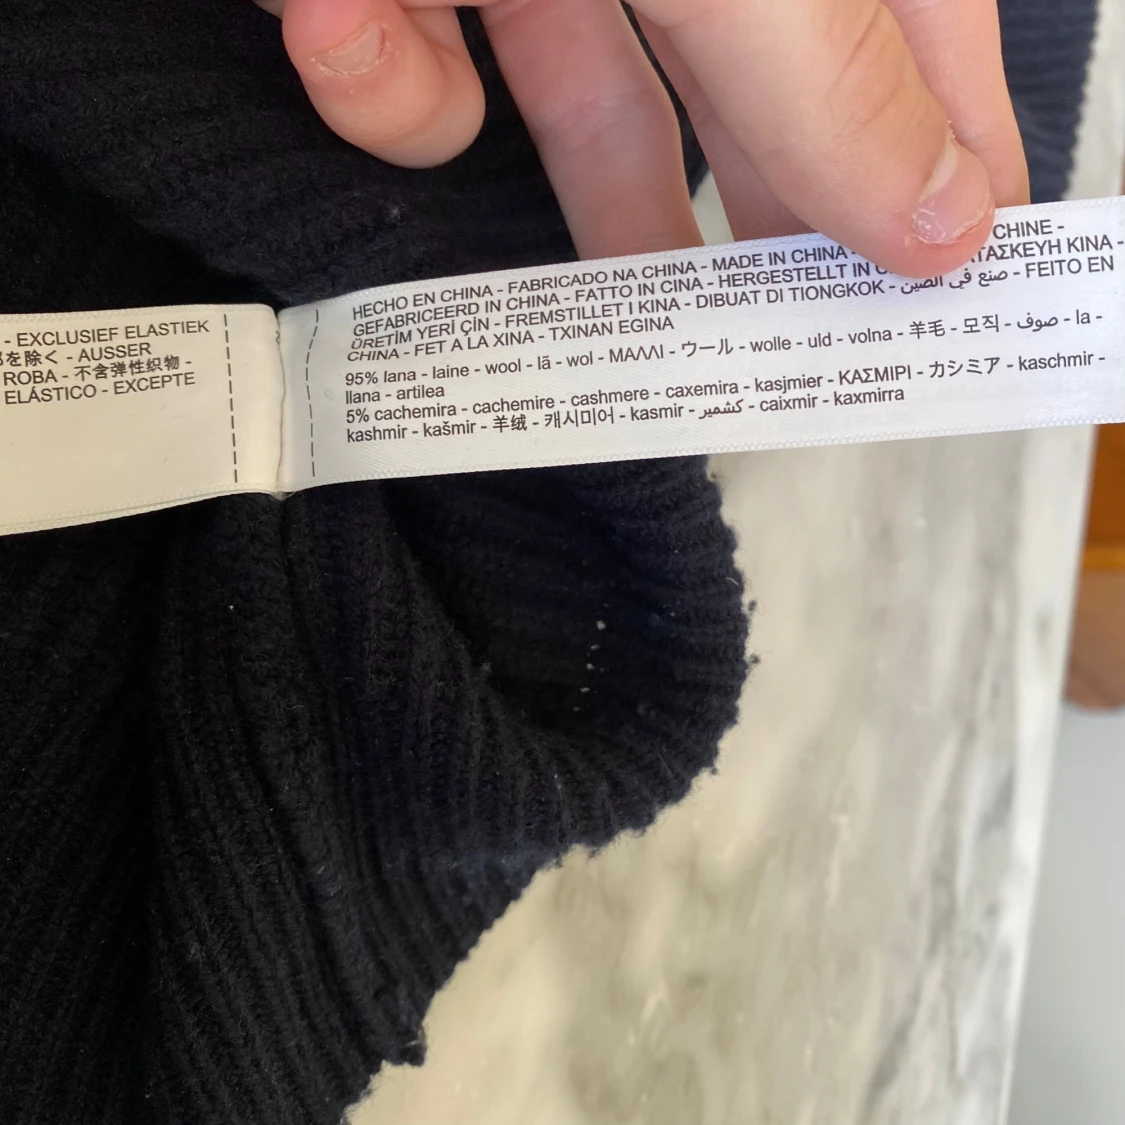 - EXCLUSIEF ELASTIEK
を除く - AUSSER
ROBA - 不含弹性织物 -
ELÁSTICO - EXCEPTE
HECHO EN CHINA - FABRICADO NA CHINA - MADE IN CHINA - CHINE -
GEFABRICEERD IN CHINA - FATTO IN CINA - HERGESTELLT IN KINA -
ÜRETİM YERİ ÇİN - FREMSTILLET I KINA - DIBUAT DI TIONGKOK - صنع في الصين - FEITO EN
CHINA - FET A LA XINA - TXINAN EGINA
95% lana - laine - wool - lã - wol - ΜΑΛΛΙ - ウール - wolle - uld - volna - 羊毛 - 모직 - صوف - la -
llana - artilea
5% cachemira - cachemire - cashmere - caxemira - kasjmier - ΚΑΣΜΙΡΙ - カシミア - kaschmir -
kashmir - kašmir - 羊绒 - 캐시미어 - kasmir - كشمير - caixmir - kaxmirra